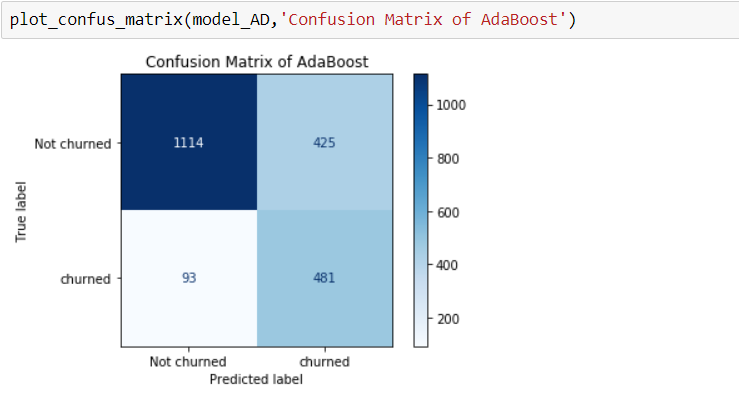 plot_confus_matrix(model_AD,'Confusion Matrix of AdaBoost')
Confusion Matrix of AdaBoost
Not churned
1114
425
1000
800
True label
600
churned
93
481
400
200
Not churned
churned
Predicted label